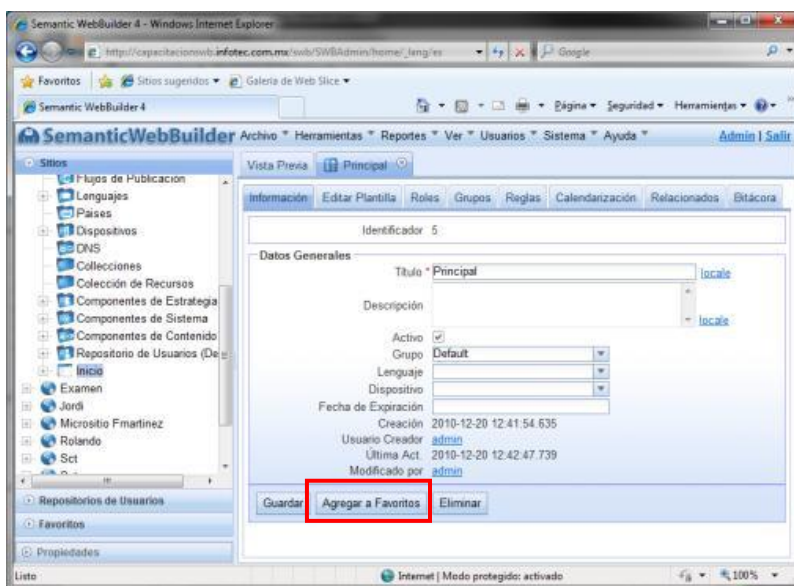 Semantic WebBuilder 4 - Windows Internet Explorer
http://capacitacionswb.infotec.com.mx/swb/SWBAdmin/home/_lang/es
Google
Favoritos Sitios sugeridos Galería de Web Slice
Semantic WebBuilder 4 Página Seguridad Herramientas
SemanticWebBuilder Archivo Herramientas Reportes Ver Usuarios Sistema Ayuda Admin | Salir
Sitios
Flujos de Publicación
Lenguajes
Paises
Dispositivos
DNS
Collecciones
Colección de Recursos
Componentes de Estrategia
Componentes de Sistema
Componentes de Contenido
Repositorio de Usuarios (De
Inicio
Examen
Jordi
Micrositio Fmartinez
Rolando
Sct
Repositorios de Usuarios
Favoritos
Propiedades
Vista Previa Principal
Información Editar Plantilla Roles Grupos Reglas Calendarización Relacionados Bitácora
Identificador 5
Datos Generales
Título * Principal locale
Descripción locale
Activo
Grupo Default
Lenguaje
Dispositivo
Fecha de Expiración
Creación 2010-12-20 12:41:54.635
Usuario Creador admin
Última Act. 2010-12-20 12:42:47.739
Modificado por admin
Guardar Agregar a Favoritos Eliminar
Listo Internet | Modo protegido: activado 100%